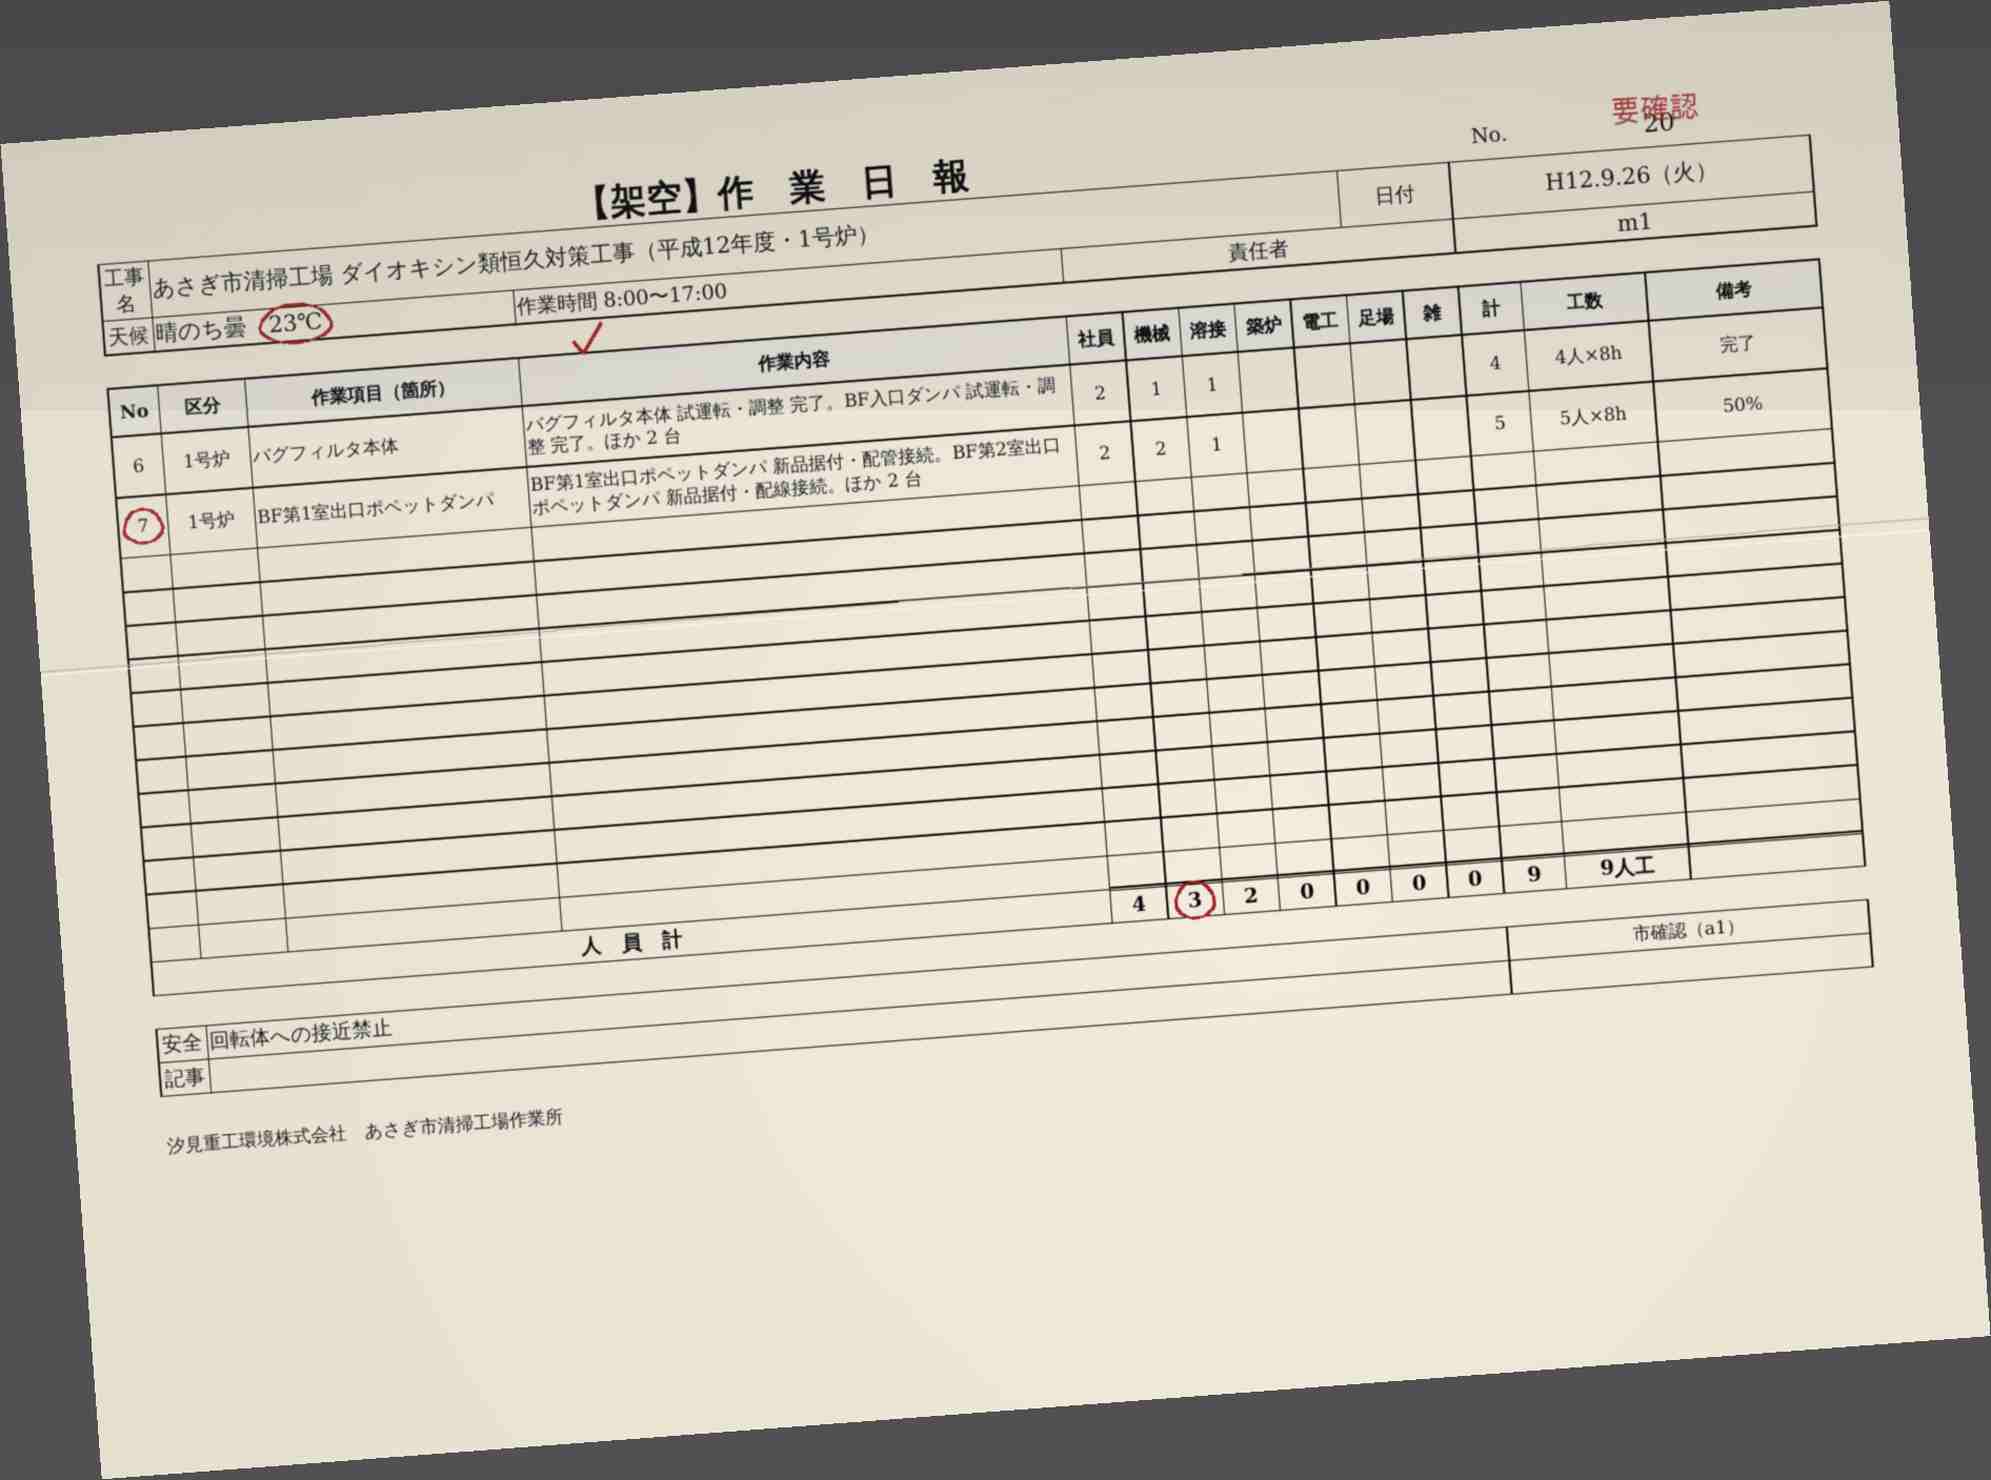 要確認
No. 20
【架空】作 業 日 報
工事名 あさぎ市清掃工場 ダイオキシン類恒久対策工事（平成12年度・1号炉） 日付 H12.9.26（火）
天候 晴のち曇 23℃ 作業時間 8:00〜17:00 責任者 m1
No 区分 作業項目（箇所） 作業内容 社員 機械 溶接 築炉 電工 足場 雑 計 工数 備考
6 1号炉 バグフィルタ本体 バグフィルタ本体 試運転・調整 完了。BF入口ダンパ 試運転・調
整 完了。ほか 2 台 2 1 1 4 4人×8h 完了
7 1号炉 BF第1室出口ポペットダンパ BF第1室出口ポペットダンパ 新品据付・配管接続。BF第2室出口
ポペットダンパ 新品据付・配線接続。ほか 2 台 2 2 1 5 5人×8h 50%
人 員 計 4 3 2 0 0 0 0 9 9人工
安全 回転体への接近禁止 市確認（a1）
記事
汐見重工環境株式会社 あさぎ市清掃工場作業所